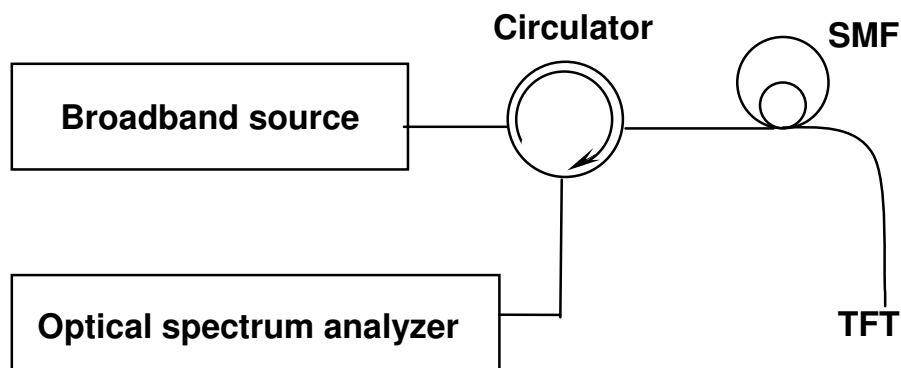 Circulator
SMF
Broadband source
Optical spectrum analyzer
TFT